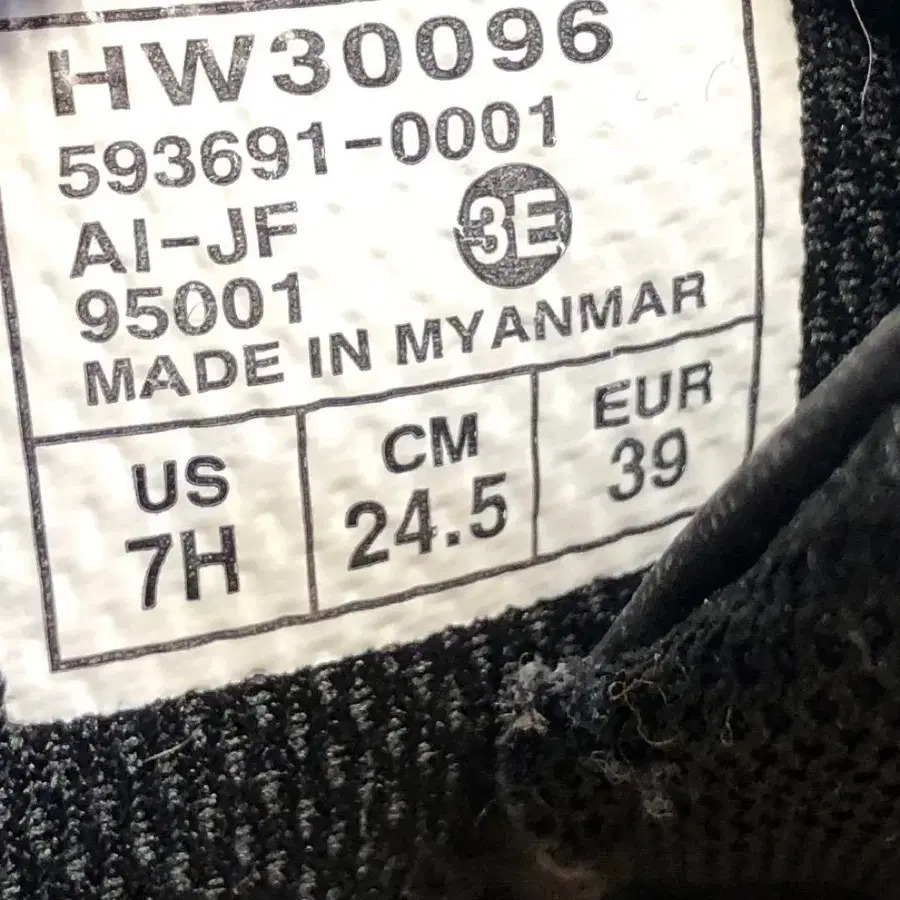 HW30096
593691-0001
AI-JF
3E
95001
MADE IN MYANMAR
US CM EUR
7H 24.5 39